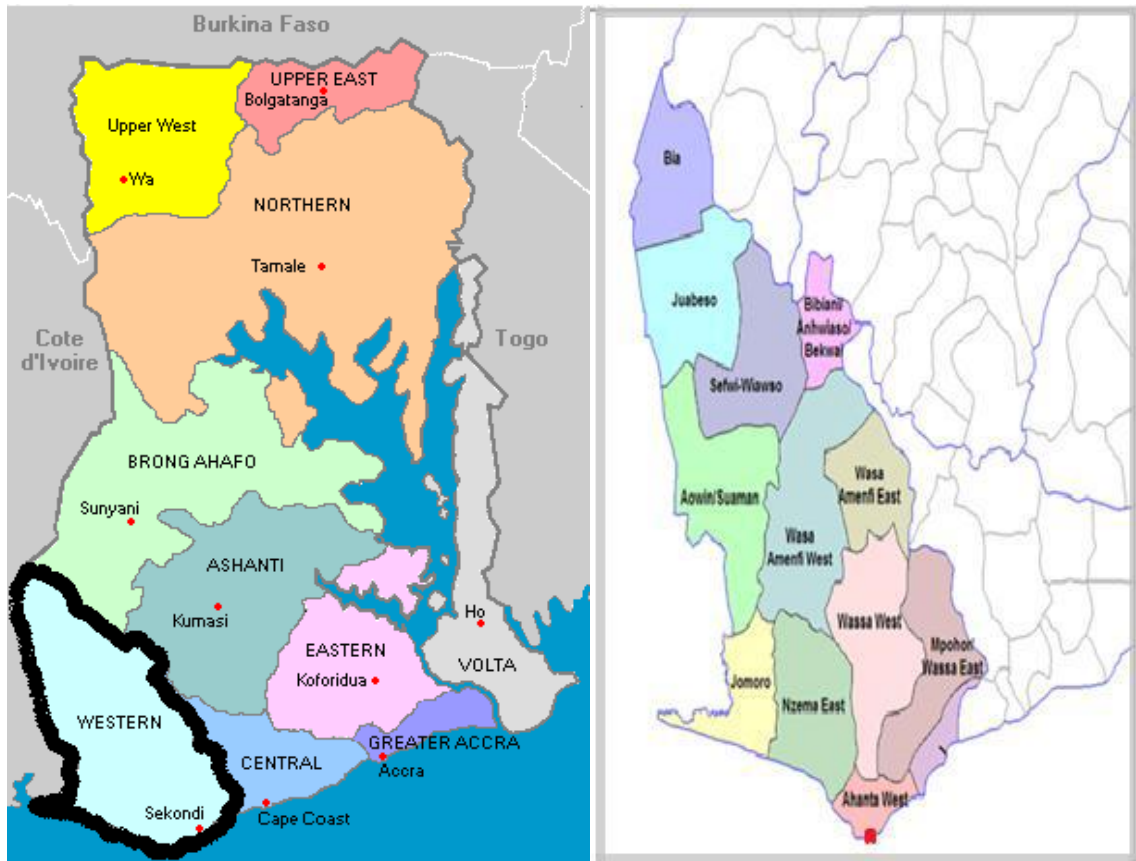 Burkina Faso
UPPER EAST
Bolgatanga
Upper West
Wa
NORTHERN
Tamale
Cote
d'Ivoire
Togo
BRONG AHAFO
Sunyani
ASHANTI
Kumasi
Ho
EASTERN
VOLTA
Koforidua
WESTERN
GREATER ACCRA
CENTRAL
Accra
Sekondi
Cape Coast
Bia
Juabeso
Bibiani/
Anhwiaso/
Bekwai
Sefwi-Wiawso
Wasa
Amenfi East
Aowin/Suaman
Wasa
Amenfi West
Wassa West
Mpohor/
Wassa East
Jomoro
Nzema East
Ahanta West